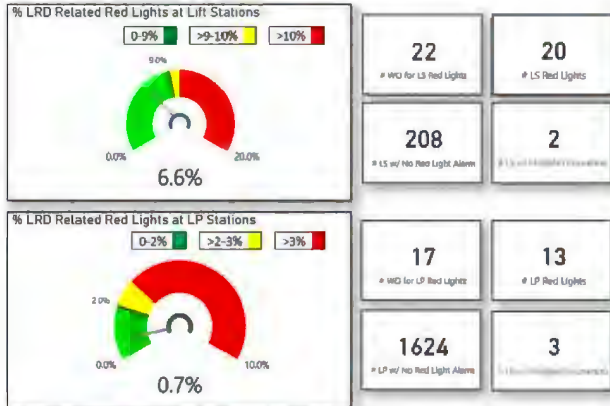 % LRD Related Red Lights at Lift Stations
0-9% >9-10% >10%
9.0%
0.0% 20.0%
6.6%
22
# WO for LS Red Lights
20
# LS Red Lights
208
# LS w/ No Red Light Alarm
2
% LRD Related Red Lights at LP Stations
0-2% >2-3% >3%
2.0%
0.0% 10.0%
0.7%
17
# WO for LP Red Lights
13
# LP Red Lights
1624
# LP w/ No Red Light Alarm
3